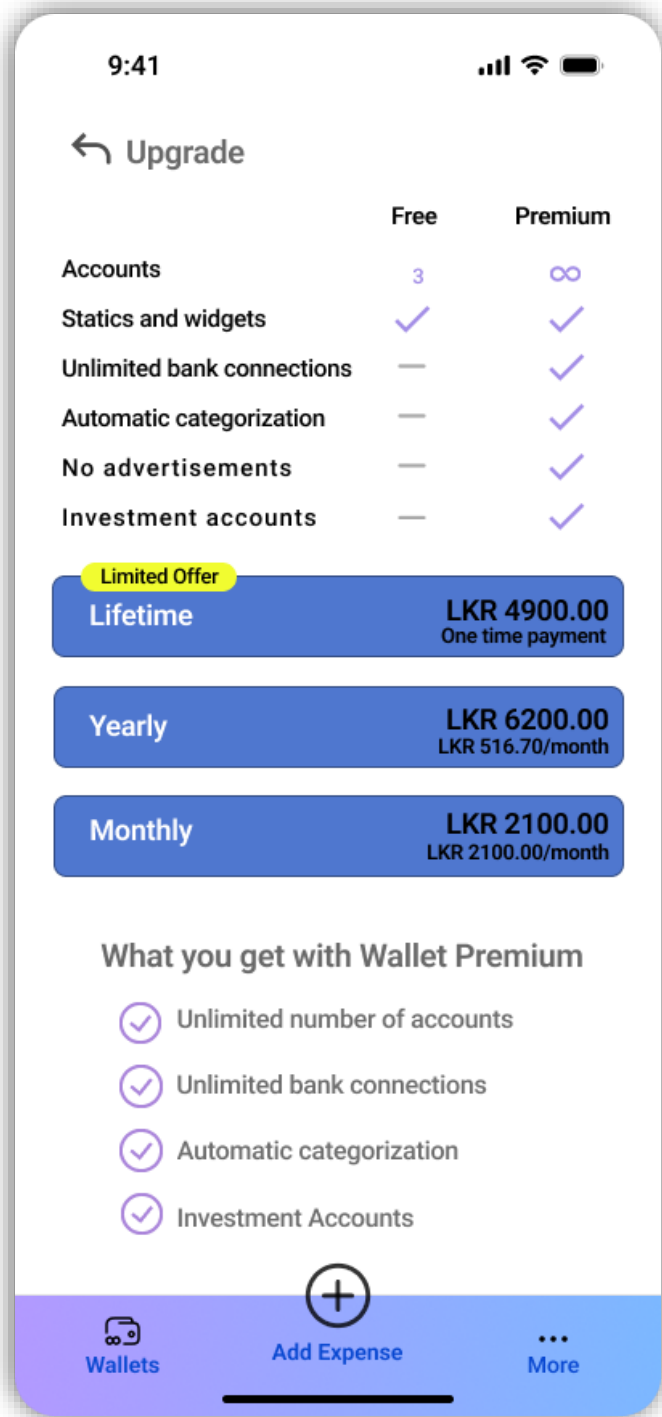 9:41
Upgrade
Free Premium
Accounts 3 ∞
Statics and widgets
Unlimited bank connections
Automatic categorization
No advertisements
Investment accounts
Limited Offer
Lifetime LKR 4900.00
One time payment
Yearly LKR 6200.00
LKR 516.70/month
Monthly LKR 2100.00
LKR 2100.00/month
What you get with Wallet Premium
Unlimited number of accounts
Unlimited bank connections
Automatic categorization
Investment Accounts
Wallets Add Expense More